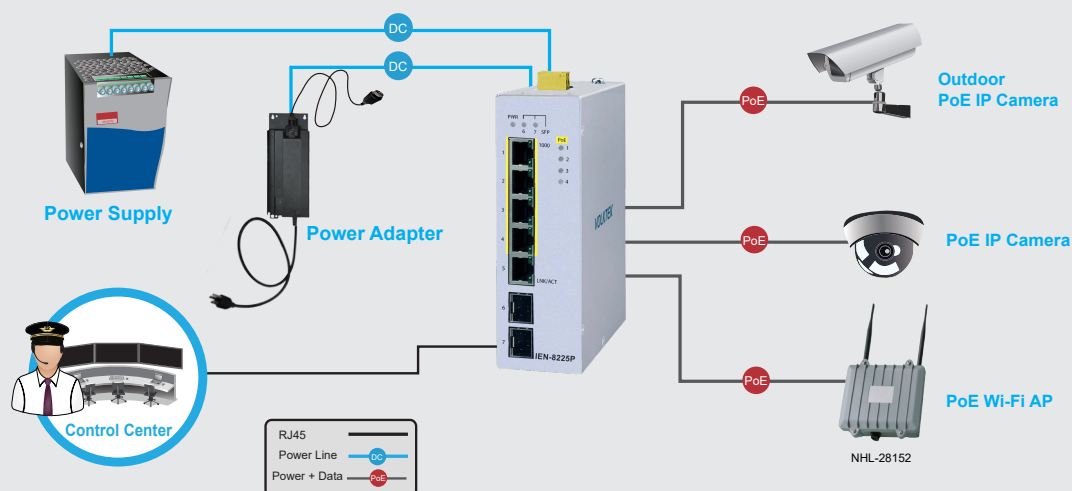 DC
DC
Power Supply
Power Adapter
PWR
6 7 SFP
1000
PoE
1
2
3
4
1
2
3
4
5
LNK/ACT
6
7
VOLKTEK
IEN-8225P
PoE
Outdoor
PoE IP Camera
PoE
PoE IP Camera
PoE
PoE Wi-Fi AP
NHL-28152
Control Center
RJ45
Power Line DC
Power + Data PoE